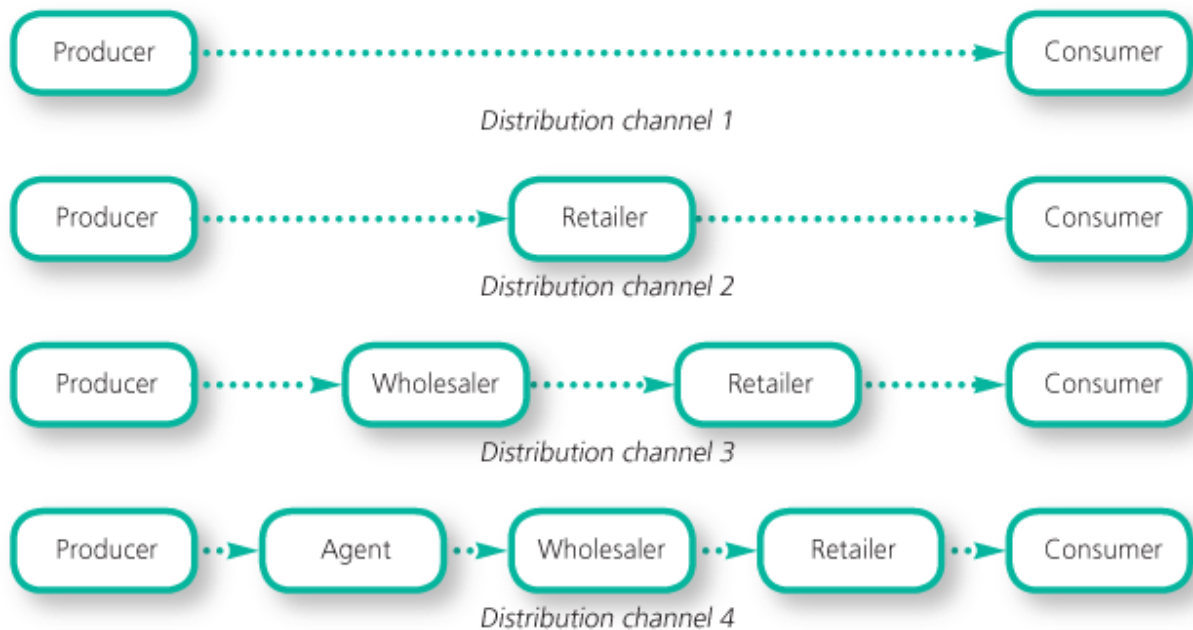 Producer Consumer
Distribution channel 1
Producer Retailer Consumer
Distribution channel 2
Producer Wholesaler Retailer Consumer
Distribution channel 3
Producer Agent Wholesaler Retailer Consumer
Distribution channel 4